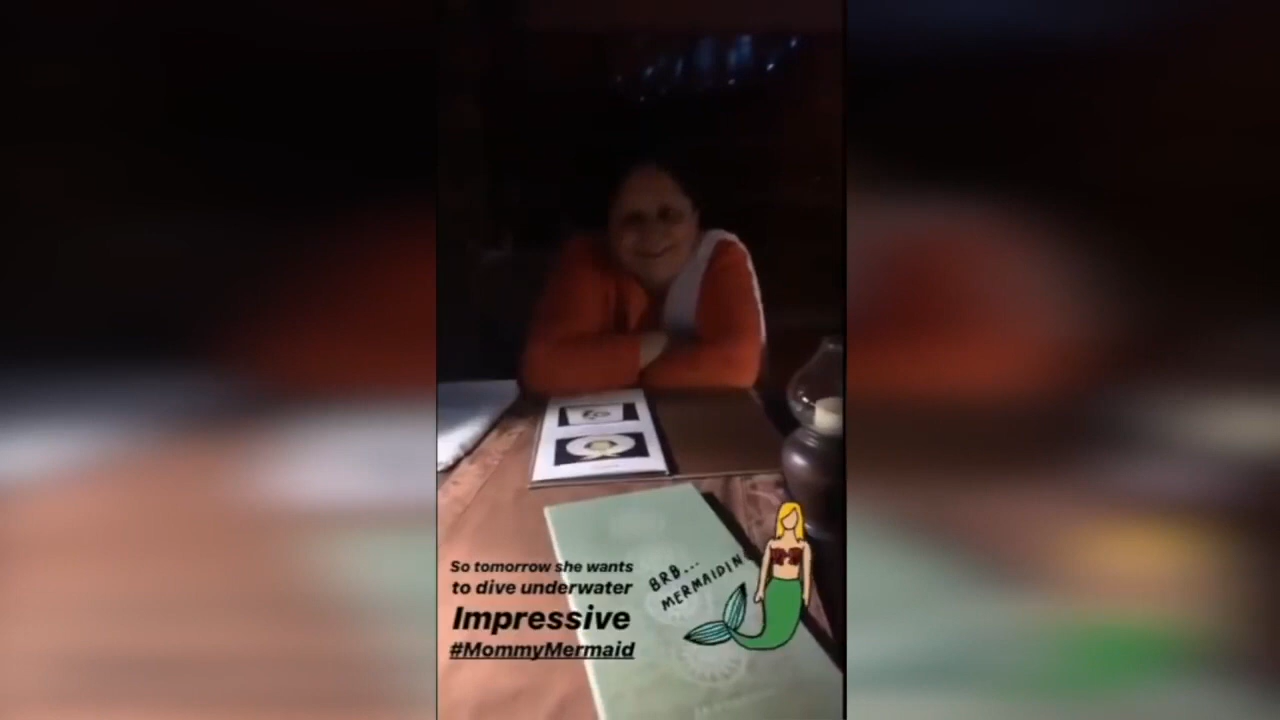 So tomorrow she wants
to dive underwater
Impressive
#MommyMermaid
BRB...
MERMAIDIN